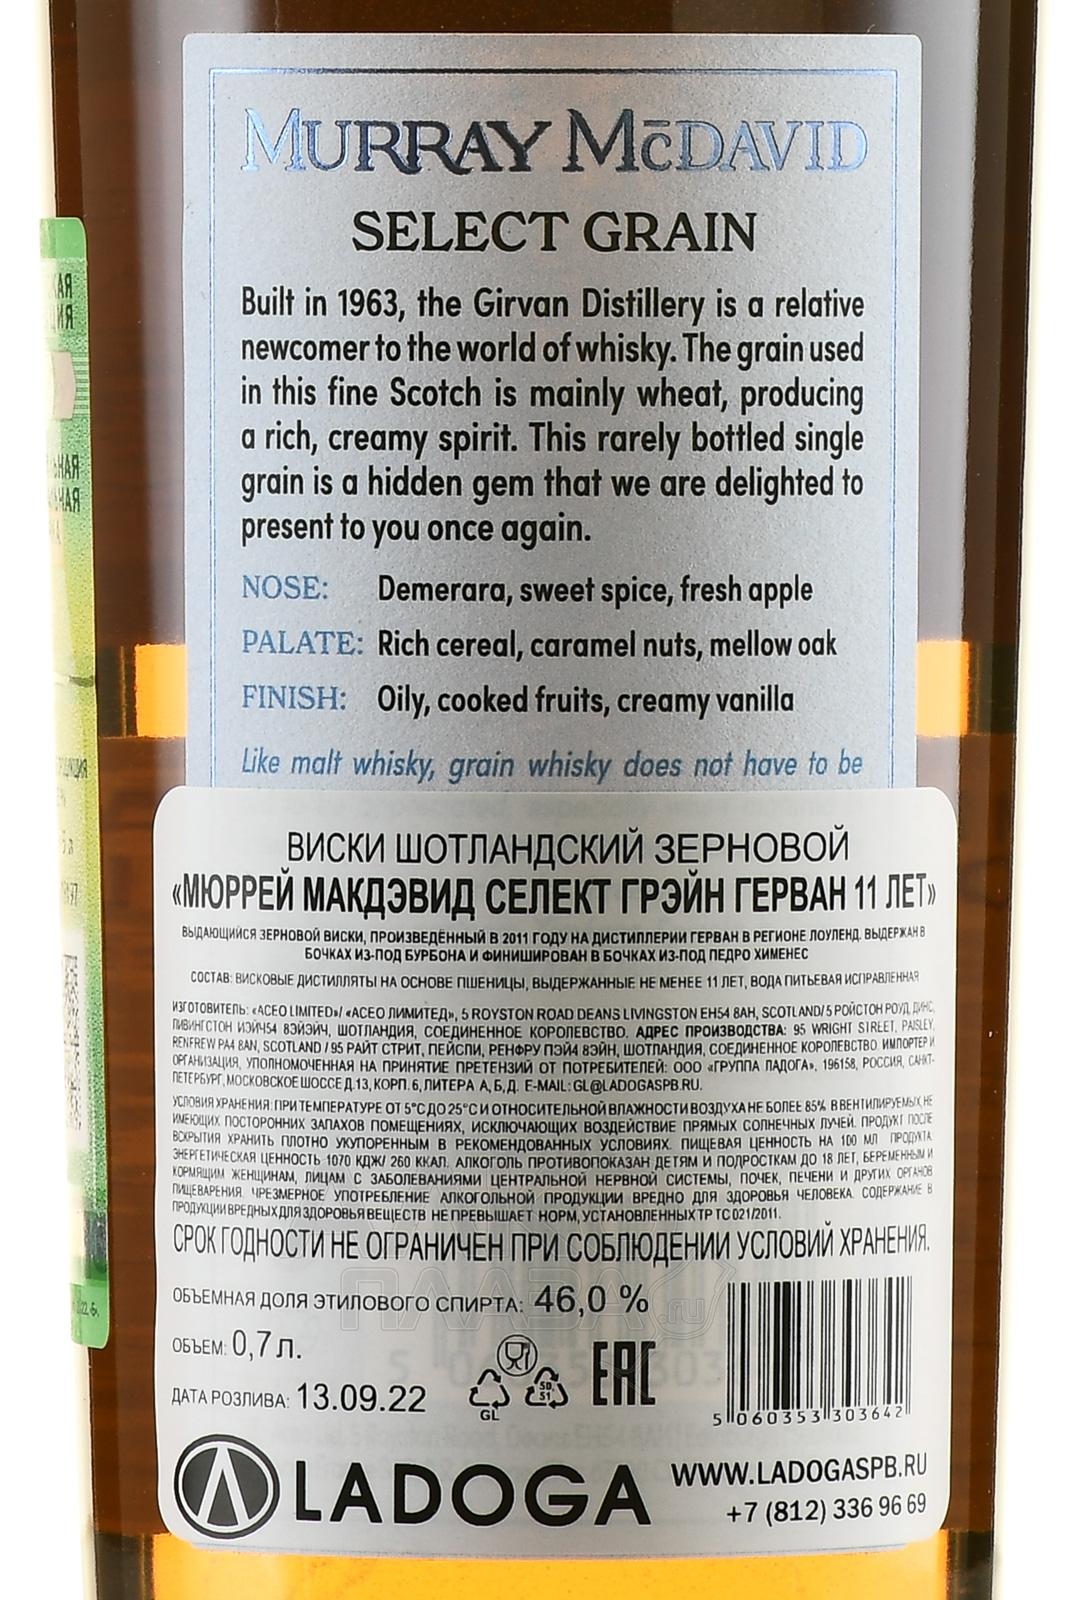 MURRAY McDAVID
SELECT GRAIN
Built in 1963, the Girvan Distillery is a relative
newcomer to the world of whisky. The grain used
in this fine Scotch is mainly wheat, producing
a rich, creamy spirit. This rarely bottled single
grain is a hidden gem that we are delighted to
present to you once again.
NOSE: Demerara, sweet spice, fresh apple
PALATE: Rich cereal, caramel nuts, mellow oak
FINISH: Oily, cooked fruits, creamy vanilla
Like malt whisky, grain whisky does not have to be
ВИСКИ ШОТЛАНДСКИЙ ЗЕРНОВОЙ
«МЮРРЕЙ МАКДЭВИД СЕЛЕКТ ГРЭЙН ГЕРВАН 11 ЛЕТ»
ВЫДАЮЩИЙСЯ ЗЕРНОВОЙ ВИСКИ, ПРОИЗВЕДЁННЫЙ В 2011 ГОДУ НА ДИСТИЛЛЕРИИ ГЕРВАН В РЕГИОНЕ ЛОУЛЕНД. ВЫДЕРЖАН В
БОЧКАХ ИЗ-ПОД БУРБОНА И ФИНИШИРОВАН В БОЧКАХ ИЗ-ПОД ПЕДРО ХИМЕНЕС
СОСТАВ: ВИСКОВЫЕ ДИСТИЛЛЯТЫ НА ОСНОВЕ ПШЕНИЦЫ, ВЫДЕРЖАННЫЕ НЕ МЕНЕЕ 11 ЛЕТ, ВОДА ПИТЬЕВАЯ ИСПРАВЛЕННАЯ
ИЗГОТОВИТЕЛЬ: «ACEO LIMITED»/ «АСЕО ЛИМИТЕД», 5 ROYSTON ROAD DEANS LIVINGSTON EH54 8AH, SCOTLAND/ 5 РОЙСТОН РОУД, ДИНС,
ЛИВИНГСТОН ИЭЙЧ54 8ЭЙЭЙЧ, ШОТЛАНДИЯ, СОЕДИНЕННОЕ КОРОЛЕВСТВО. АДРЕС ПРОИЗВОДСТВА: 95 WRIGHT STREET, PAISLEY,
RENFREW PA4 8AN, SCOTLAND / 95 РАЙТ СТРИТ, ПЕЙСЛИ, РЕНФРУ ПЭЙ4 8ЭЙН, ШОТЛАНДИЯ, СОЕДИНЕННОЕ КОРОЛЕВСТВО. ИМПОРТЕР И
ОРГАНИЗАЦИЯ, УПОЛНОМОЧЕННАЯ НА ПРИНЯТИЕ ПРЕТЕНЗИЙ ОТ ПОТРЕБИТЕЛЕЙ: ООО «ГРУППА ЛАДОГА», 196158, РОССИЯ, САНКТ-
ПЕТЕРБУРГ, МОСКОВСКОЕ ШОССЕ Д.13, КОРП. 6, ЛИТЕРА А, Б, Д. E-MAIL: GL@LADOGASPB.RU.
УСЛОВИЯ ХРАНЕНИЯ: ПРИ ТЕМПЕРАТУРЕ ОТ 5°С ДО 25°С И ОТНОСИТЕЛЬНОЙ ВЛАЖНОСТИ ВОЗДУХА НЕ БОЛЕЕ 85% В ВЕНТИЛИРУЕМЫХ, НЕ
ИМЕЮЩИХ ПОСТОРОННИХ ЗАПАХОВ ПОМЕЩЕНИЯХ, ИСКЛЮЧАЮЩИХ ВОЗДЕЙСТВИЕ ПРЯМЫХ СОЛНЕЧНЫХ ЛУЧЕЙ. ПРОДУКТ ПОСЛЕ
ВСКРЫТИЯ ХРАНИТЬ ПЛОТНО УКУПОРЕННЫМ В РЕКОМЕНДОВАННЫХ УСЛОВИЯХ. ПИЩЕВАЯ ЦЕННОСТЬ НА 100 МЛ ПРОДУКТА:
ЭНЕРГЕТИЧЕСКАЯ ЦЕННОСТЬ 1070 КДЖ/ 260 ККАЛ. АЛКОГОЛЬ ПРОТИВОПОКАЗАН ДЕТЯМ И ПОДРОСТКАМ ДО 18 ЛЕТ, БЕРЕМЕННЫМ И
КОРМЯЩИМ ЖЕНЩИНАМ, ЛИЦАМ С ЗАБОЛЕВАНИЯМИ ЦЕНТРАЛЬНОЙ НЕРВНОЙ СИСТЕМЫ, ПОЧЕК, ПЕЧЕНИ И ДРУГИХ ОРГАНОВ
ПИЩЕВАРЕНИЯ. ЧРЕЗМЕРНОЕ УПОТРЕБЛЕНИЕ АЛКОГОЛЬНОЙ ПРОДУКЦИИ ВРЕДНО ДЛЯ ЗДОРОВЬЯ ЧЕЛОВЕКА. СОДЕРЖАНИЕ В
ПРОДУКЦИИ ВРЕДНЫХ ДЛЯ ЗДОРОВЬЯ ВЕЩЕСТВ НЕ ПРЕВЫШАЕТ НОРМ, УСТАНОВЛЕННЫХ ТР ТС 021/2011.
СРОК ГОДНОСТИ НЕ ОГРАНИЧЕН ПРИ СОБЛЮДЕНИИ УСЛОВИЙ ХРАНЕНИЯ.
ОБЪЕМНАЯ ДОЛЯ ЭТИЛОВОГО СПИРТА: 46,0 %
ОБЪЕМ: 0,7 л.
ДАТА РОЗЛИВА: 13.09.22
GL
50
51
EAC
5 060353 303642
LADOGA
WWW.LADOGASPB.RU
+7 (812) 336 96 69
ПЛАЗА.ru